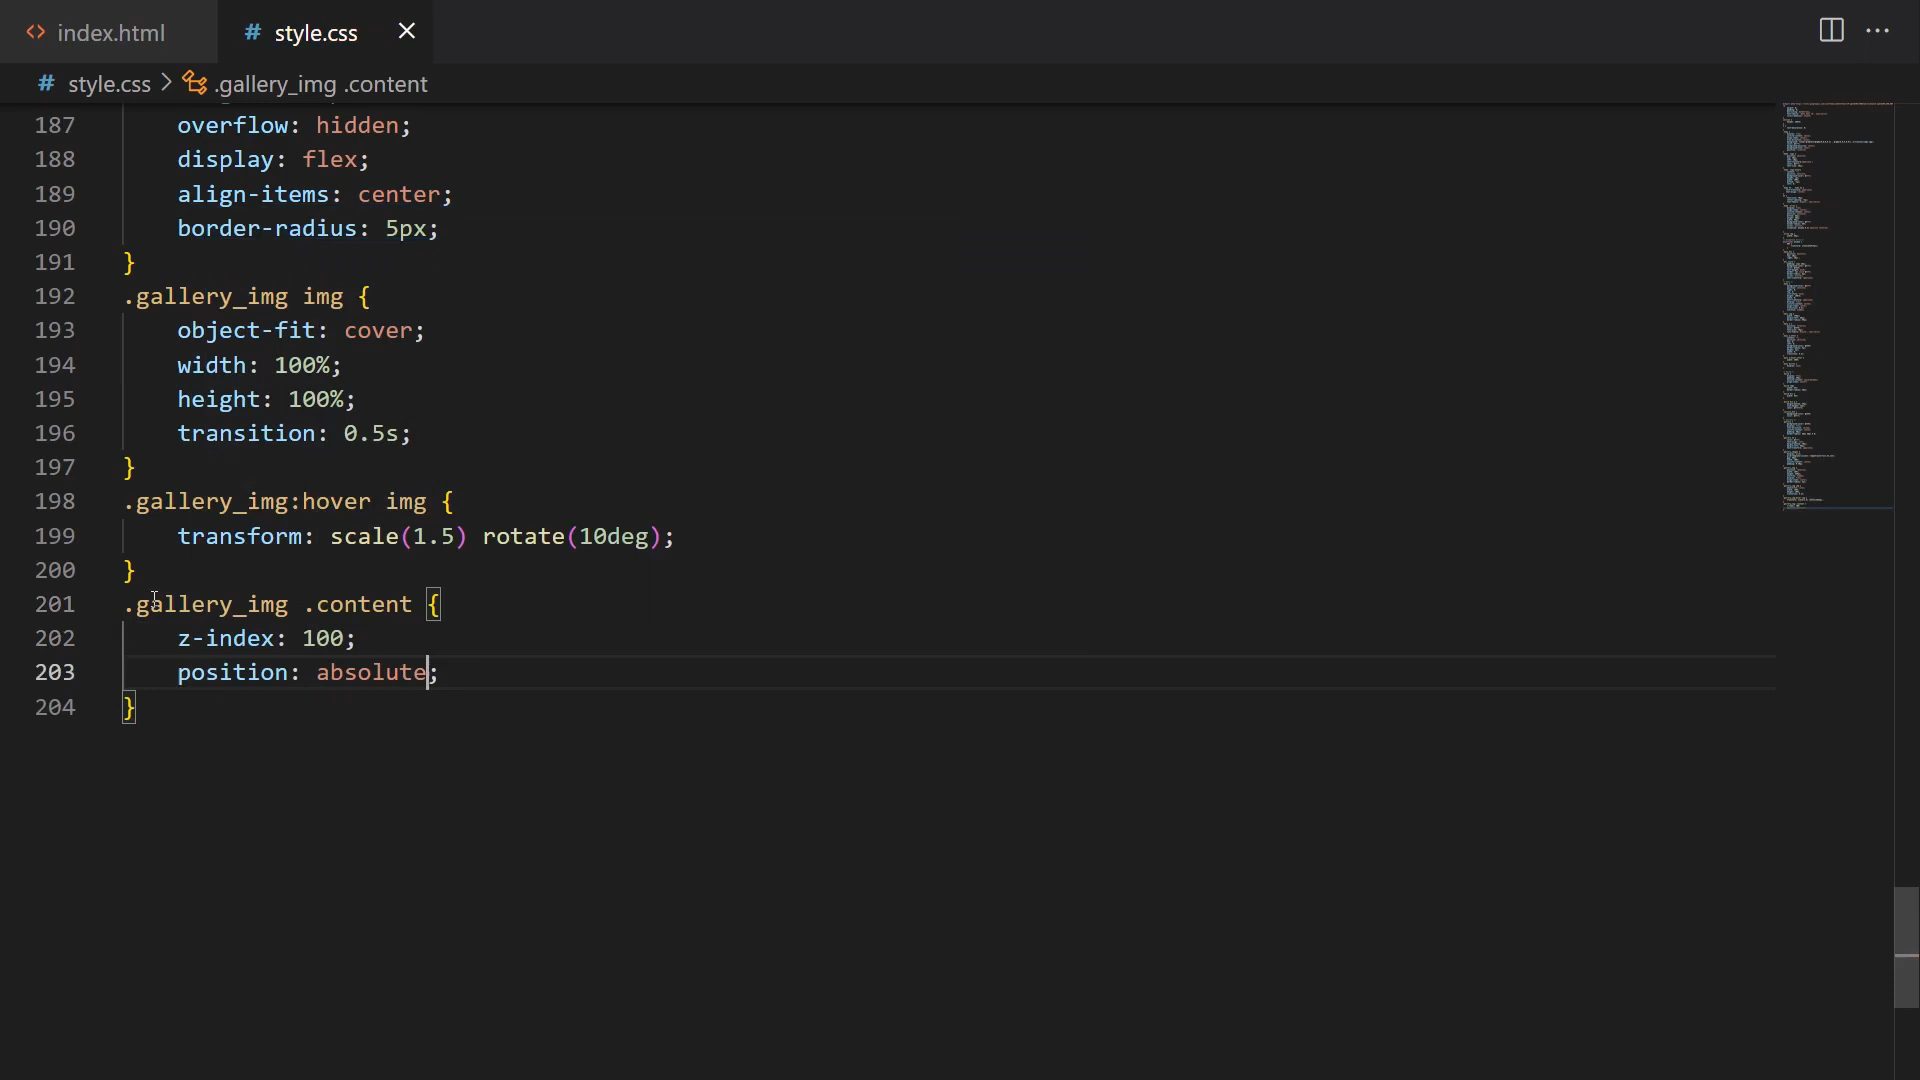 index.html
style.css
style.css
.gallery_img .content
187 overflow: hidden;
188 display: flex;
189 align-items: center;
190 border-radius: 5px;
191 }
192 .gallery_img img {
193 object-fit: cover;
194 width: 100%;
195 height: 100%;
196 transition: 0.5s;
197 }
198 .gallery_img:hover img {
199 transform: scale(1.5) rotate(10deg);
200 }
201 .gallery_img .content {
202 z-index: 100;
203 position: absolute;
204 }